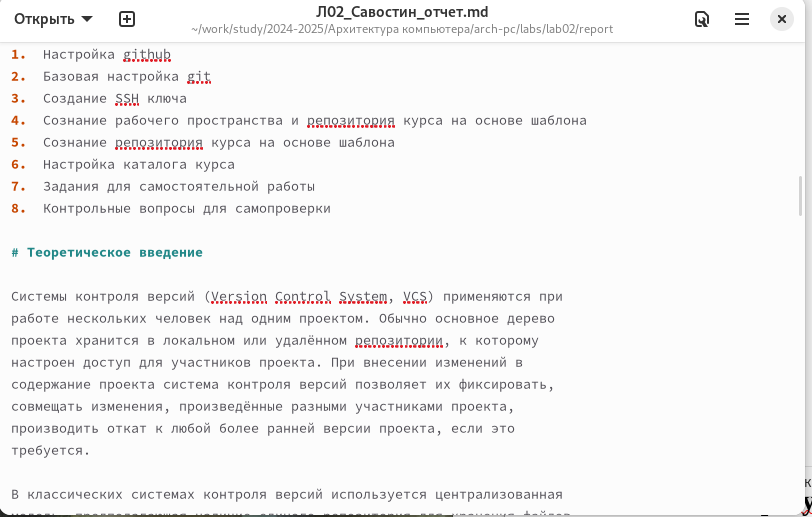 Открыть
Л02_Савостин_отчет.md
~/work/study/2024-2025/Архитектура компьютера/arch-pc/labs/lab02/report
1. Настройка github
2. Базовая настройка git
3. Создание SSH ключа
4. Сознание рабочего пространства и репозитория курса на основе шаблона
5. Сознание репозитория курса на основе шаблона
6. Настройка каталога курса
7. Задания для самостоятельной работы
8. Контрольные вопросы для самопроверки
# Теоретическое введение
Системы контроля версий (Version Control System, VCS) применяются при
работе нескольких человек над одним проектом. Обычно основное дерево
проекта хранится в локальном или удалённом репозитории, к которому
настроен доступ для участников проекта. При внесении изменений в
содержание проекта система контроля версий позволяет их фиксировать,
совмещать изменения, произведённые разными участниками проекта,
производить откат к любой более ранней версии проекта, если это
требуется.
В классических системах контроля версий используется централизованная